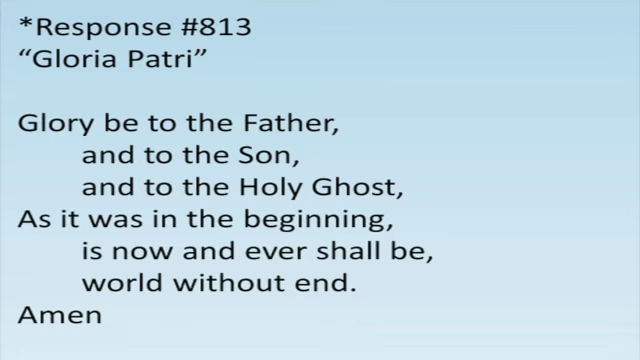 *Response #813
“Gloria Patri”
Glory be to the Father,
and to the Son,
and to the Holy Ghost,
As it was in the beginning,
is now and ever shall be,
world without end.
Amen